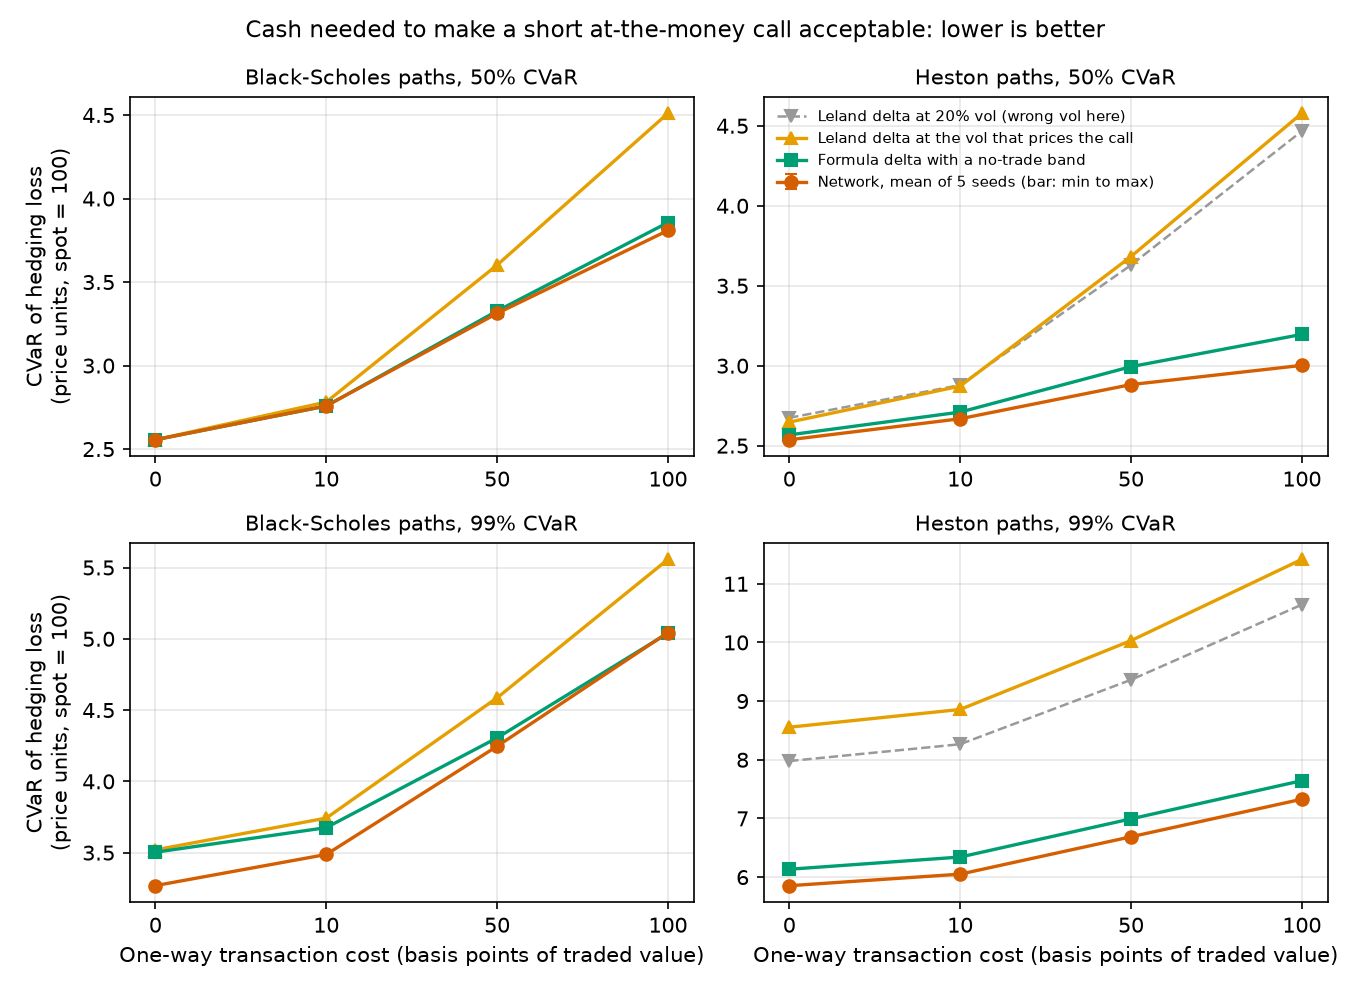 Cash needed to make a short at-the-money call acceptable: lower is better
Black-Scholes paths, 50% CVaR
CVaR of hedging loss
(price units, spot = 100)
4.5
4.0
3.5
3.0
2.5
0
10
50
100
Heston paths, 50% CVaR
Leland delta at 20% vol (wrong vol here)
Leland delta at the vol that prices the call
Formula delta with a no-trade band
Network, mean of 5 seeds (bar: min to max)
4.5
4.0
3.5
3.0
2.5
0
10
50
100
Black-Scholes paths, 99% CVaR
CVaR of hedging loss
(price units, spot = 100)
5.5
5.0
4.5
4.0
3.5
0
10
50
100
One-way transaction cost (basis points of traded value)
Heston paths, 99% CVaR
11
10
9
8
7
6
0
10
50
100
One-way transaction cost (basis points of traded value)